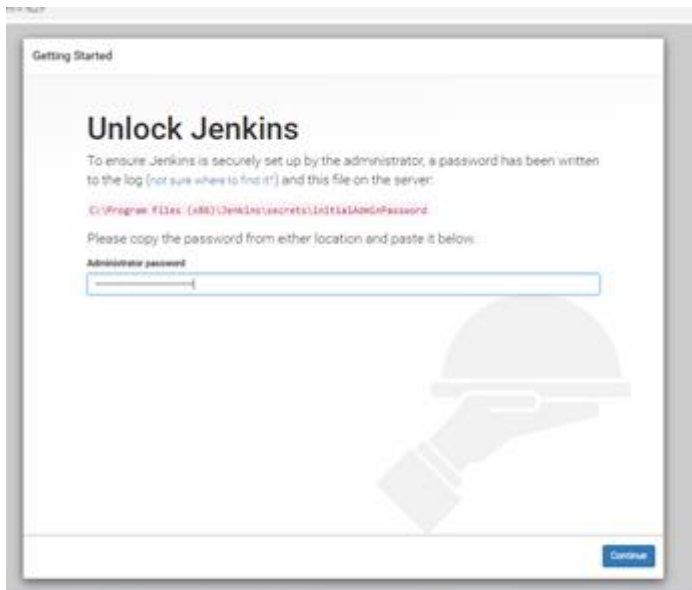 Getting Started
Unlock Jenkins
To ensure Jenkins is securely set up by the administrator, a password has been written
to the log (not sure where to find it?) and this file on the server:
C:\Program Files (x86)\Jenkins\secrets\initialAdminPassword
Please copy the password from either location and paste it below.
Administrator password
Continue